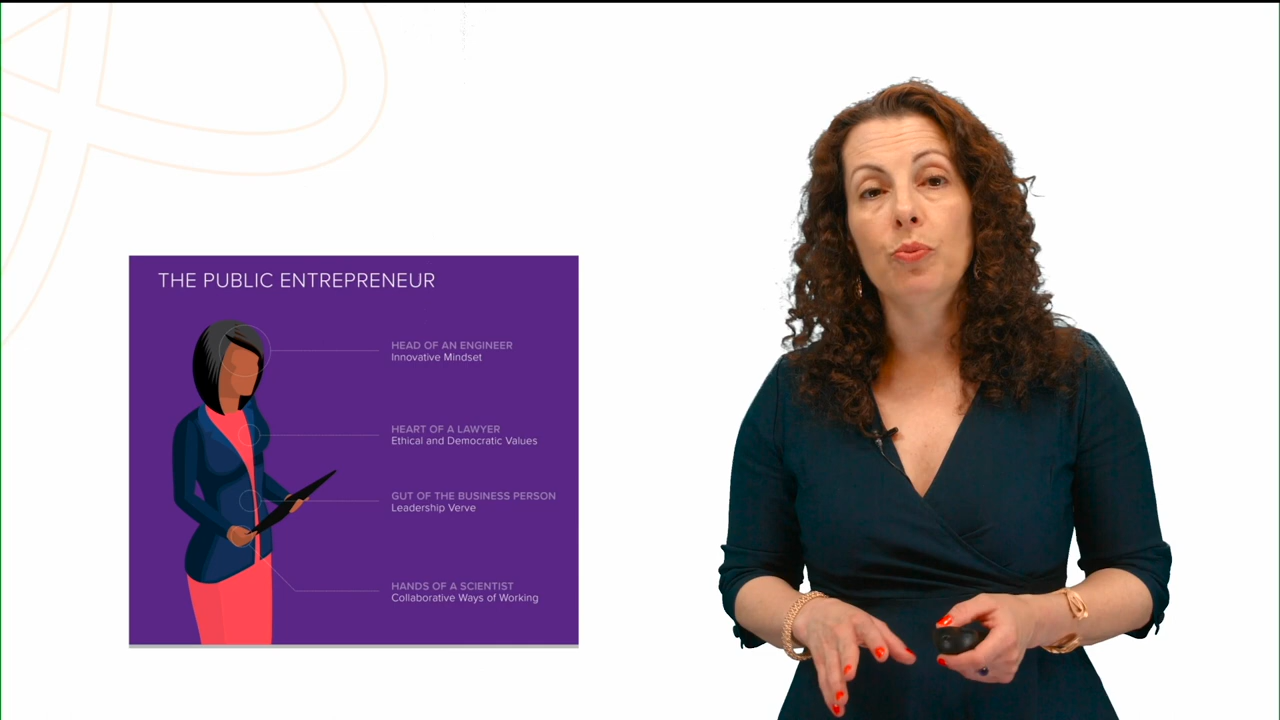 THE PUBLIC ENTREPRENEUR
HEAD OF AN ENGINEER
Innovative Mindset
HEART OF A LAWYER
Ethical and Democratic Values
GUT OF THE BUSINESS PERSON
Leadership Verve
HANDS OF A SCIENTIST
Collaborative Ways of Working